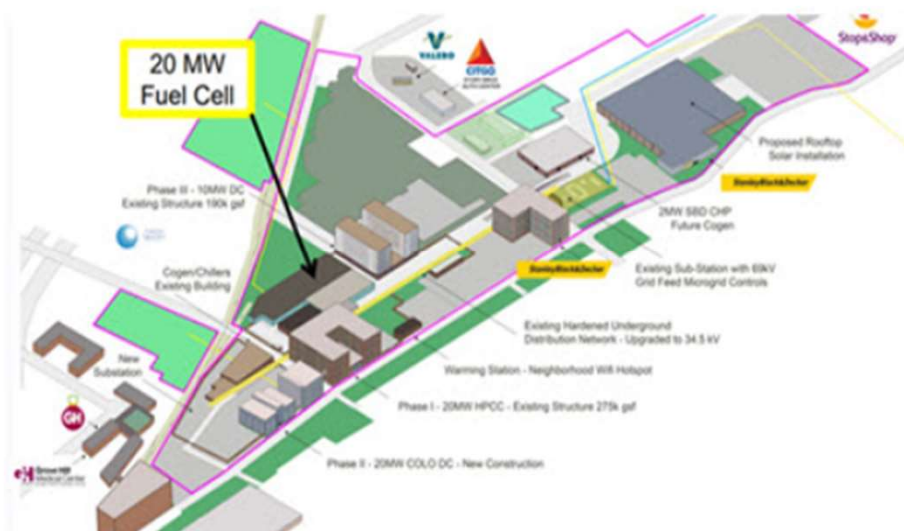 20 MW
Fuel Cell
VALERO
CITGO
Stop&Shop
Proposed Rooftop
Solar Installation
StanleyBlack&Decker
Phase III - 10MW DC
Existing Structure 190k gsf
2MW SBD CHP
Future Cogen
StanleyBlack&Decker
Existing Sub-Station with 69kV
Grid Feed Microgrid Controls
Cogen/Chillers
Existing Building
Existing Hardened Underground
Distribution Network - Upgraded to 34.5 kV
New
Substation
Warming Station - Neighborhood Wifi Hotspot
Phase I - 20MW HPCC - Existing Structure 275k gsf
GH
Phase II - 20MW COLO DC - New Construction
Grove Hill
Medical Center